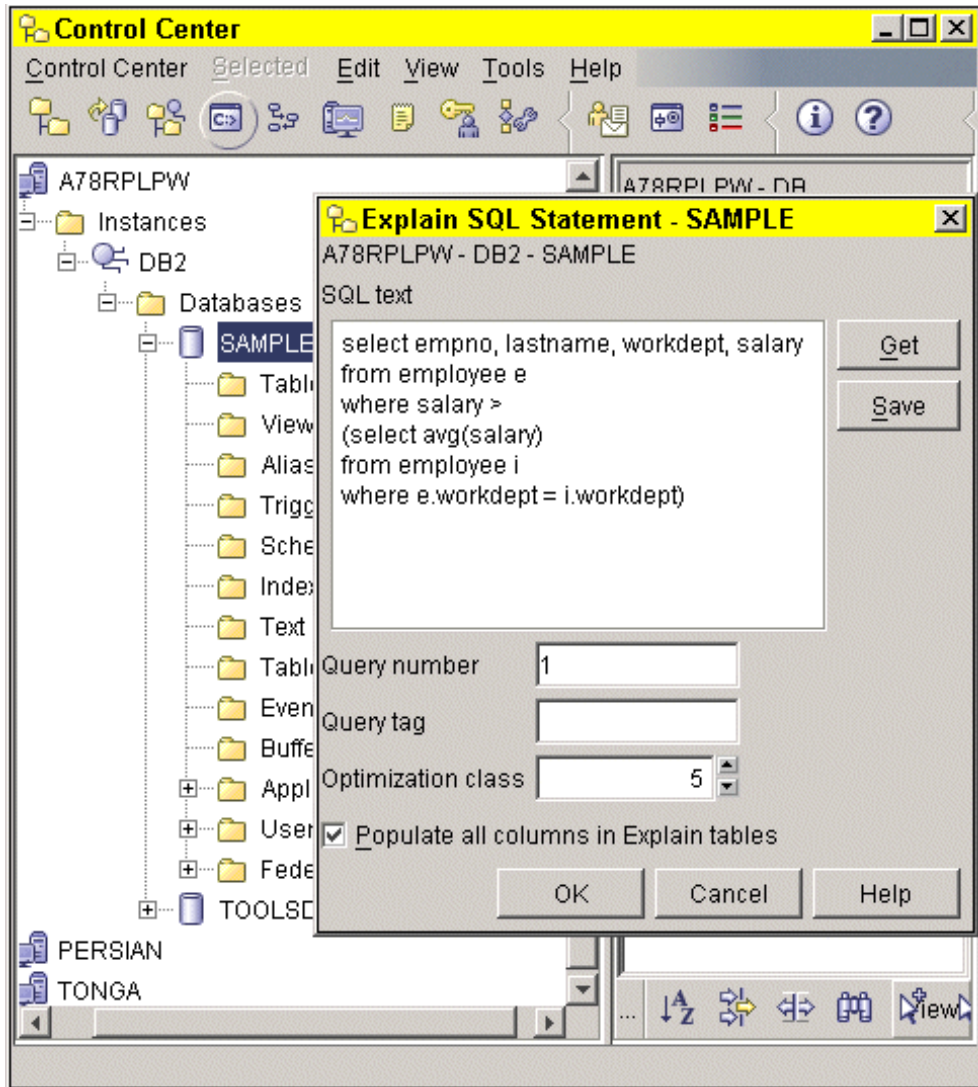 Control Center
Control Center Selected Edit View Tools Help
A78RPLPW
Instances
DB2
Databases
SAMPLE
Tabl
View
Alias
Trigg
Sche
Index
Text
Tabl
Even
Buffe
Appl
User
Fede
TOOLSD
PERSIAN
TONGA
A78RPLPW - DB
Explain SQL Statement - SAMPLE
A78RPLPW - DB2 - SAMPLE
SQL text
select empno, lastname, workdept, salary
from employee e
where salary >
(select avg(salary)
from employee i
where e.workdept = i.workdept)
Get
Save
Query number 1
Query tag
Optimization class 5
Populate all columns in Explain tables
OK Cancel Help
... View